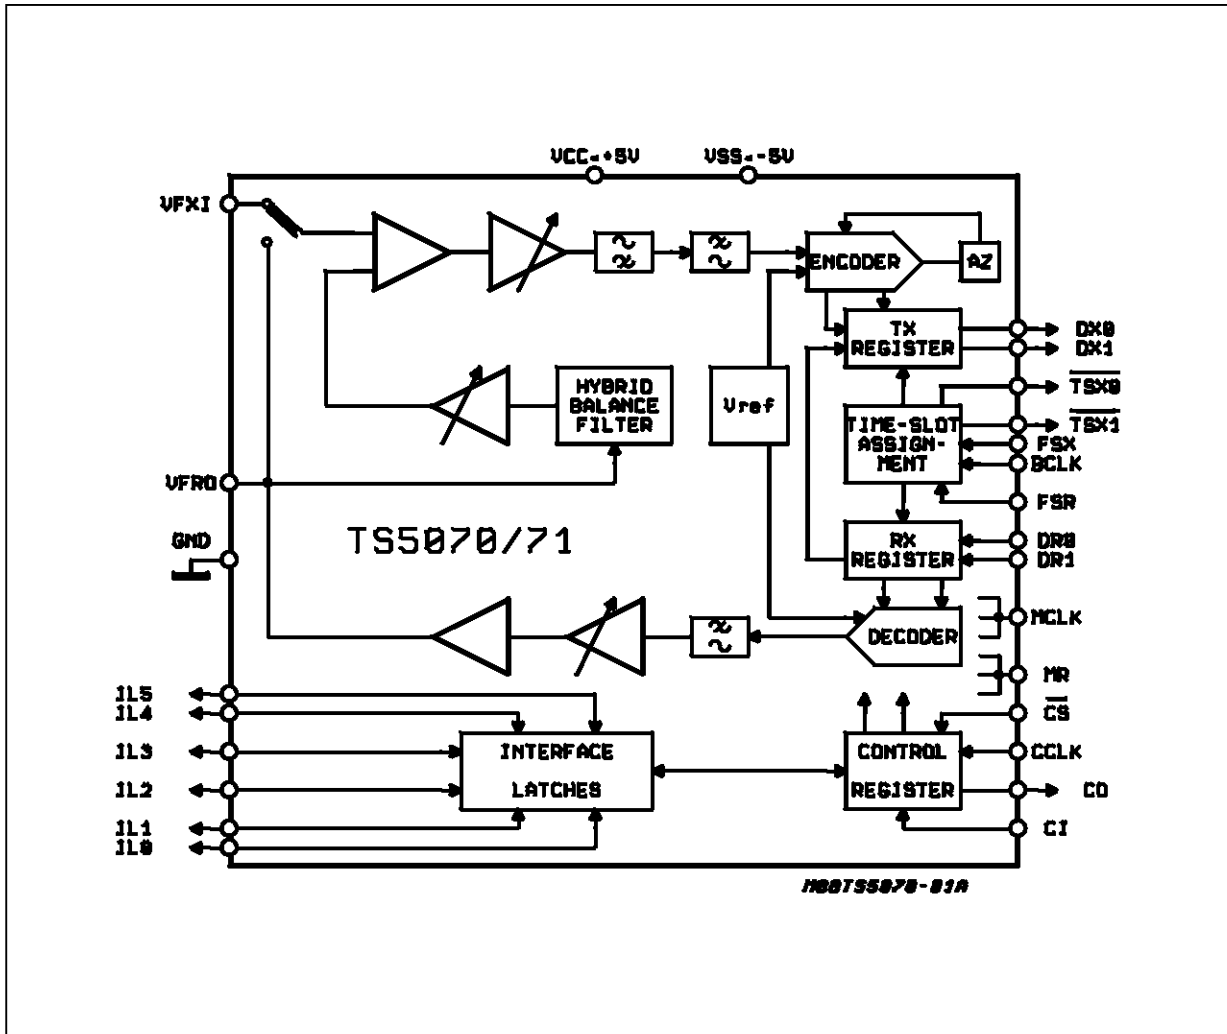 VCC=+5V
VSS=-5V
VFXI
ENCODER
AZ
TX
REGISTER
DX0
DX1
HYBRID
BALANCE
FILTER
Vref
TSX0
TIME-SLOT
ASSIGN-
MENT
TSX1
FSX
BCLK
VFRO
FSR
TS5070/71
GND
RX
REGISTER
DR0
DR1
DECODER
MCLK
MR
IL5
IL4
CS
IL3
INTERFACE
LATCHES
CONTROL
REGISTER
CCLK
IL2
CO
IL1
CI
IL0
M88TS5070-01A